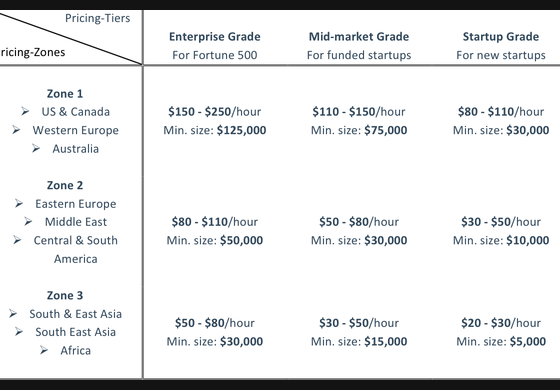 Pricing-Tiers
ricing-Zones
Enterprise Grade
For Fortune 500
Mid-market Grade
For funded startups
Startup Grade
For new startups
Zone 1
➢ US & Canada
➢ Western Europe
➢ Australia
$150 - $250/hour
Min. size: $125,000
$110 - $150/hour
Min. size: $75,000
$80 - $110/hour
Min. size: $30,000
Zone 2
➢ Eastern Europe
➢ Middle East
➢ Central & South
America
$80 - $110/hour
Min. size: $50,000
$50 - $80/hour
Min. size: $30,000
$30 - $50/hour
Min. size: $10,000
Zone 3
➢ South & East Asia
➢ South East Asia
➢ Africa
$50 - $80/hour
Min. size: $30,000
$30 - $50/hour
Min. size: $15,000
$20 - $30/hour
Min. size: $5,000